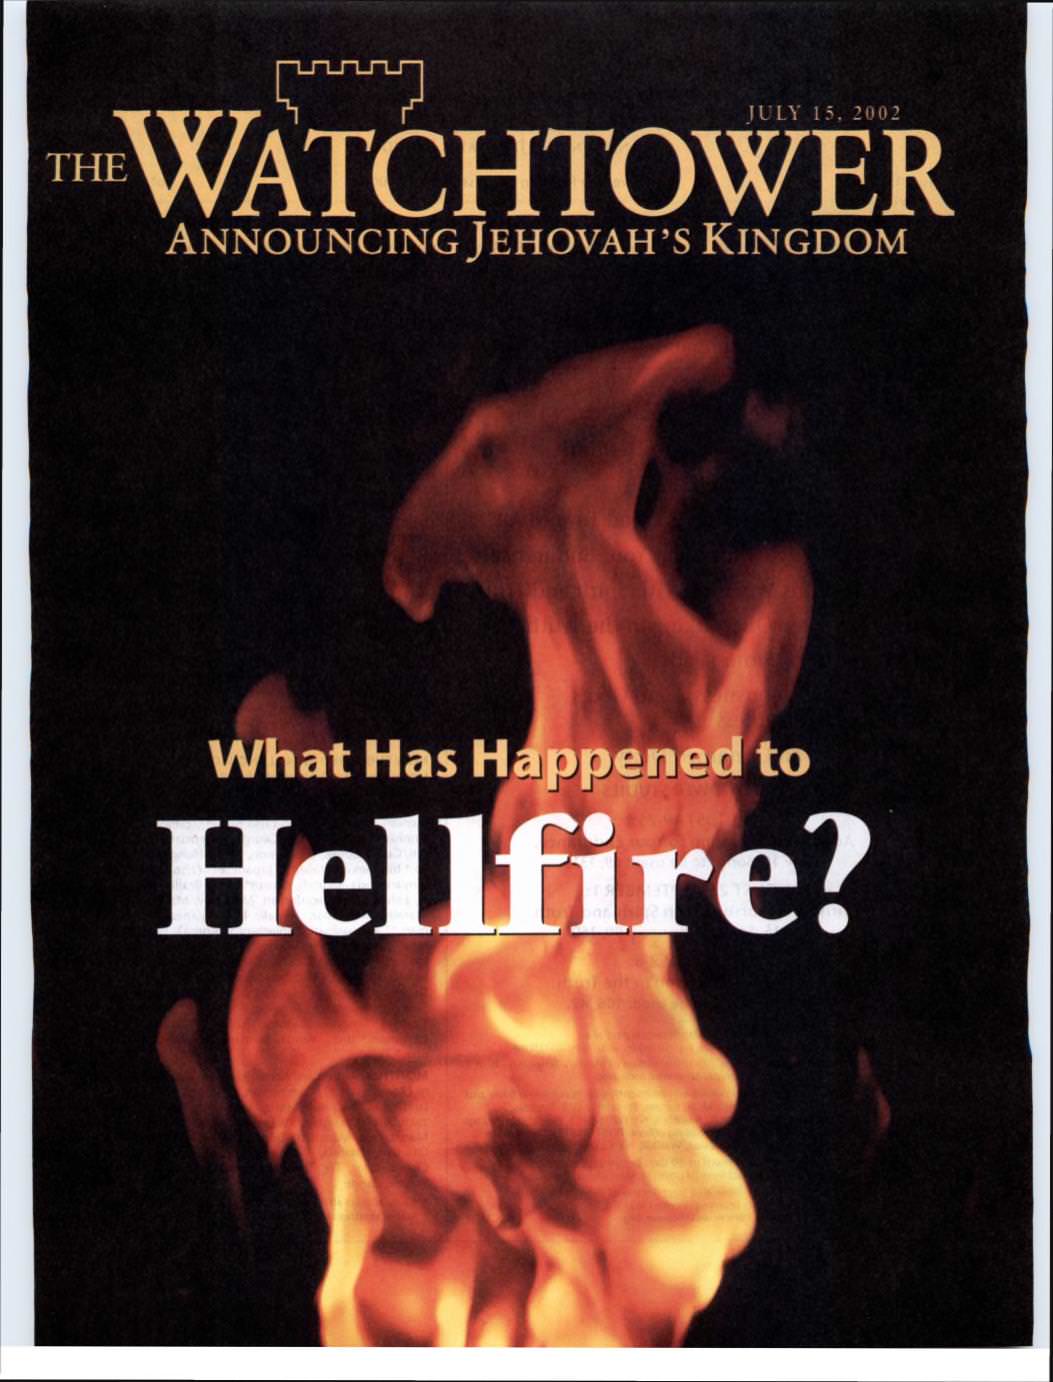 JULY 15, 2002
THE WATCHTOWER
ANNOUNCING JEHOVAH'S KINGDOM
What Has Happened to
Hellfire?